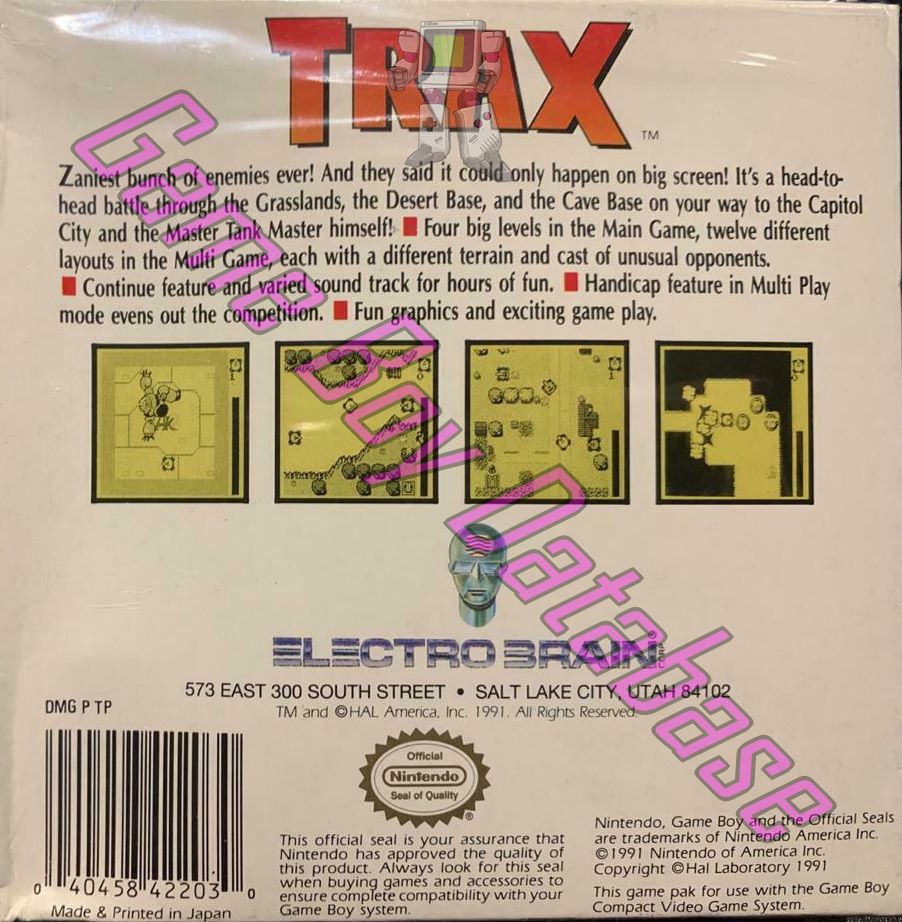 TRAX
TM
Zaniest bunch of enemies ever! And they said it could only happen on big screen! It's a head-to-
head battle through the Grasslands, the Desert Base, and the Cave Base on your way to the Capitol
City and the Master Tank Master himself! ■ Four big levels in the Main Game, twelve different
layouts in the Multi Game, each with a different terrain and cast of unusual opponents.
■ Continue feature and varied sound track for hours of fun. ■ Handicap feature in Multi Play
mode evens out the competition. ■ Fun graphics and exciting game play.
Game Boy Database
ELECTRO BRAIN® CORP.
573 EAST 300 SOUTH STREET • SALT LAKE CITY, UTAH 84102
TM and ©HAL America, Inc. 1991. All Rights Reserved.
DMG P TP
Official
Nintendo
Seal of Quality
®
This official seal is your assurance that
Nintendo has approved the quality of
this product. Always look for this seal
when buying games and accessories to
ensure complete compatibility with your
Game Boy system.
Nintendo, Game Boy and the Official Seals
are trademarks of Nintendo America Inc.
©1991 Nintendo of America Inc.
Copyright ©Hal Laboratory 1991
This game pak for use with the Game Boy
Compact Video Game System.
0 40458 42203 0
Made & Printed in Japan